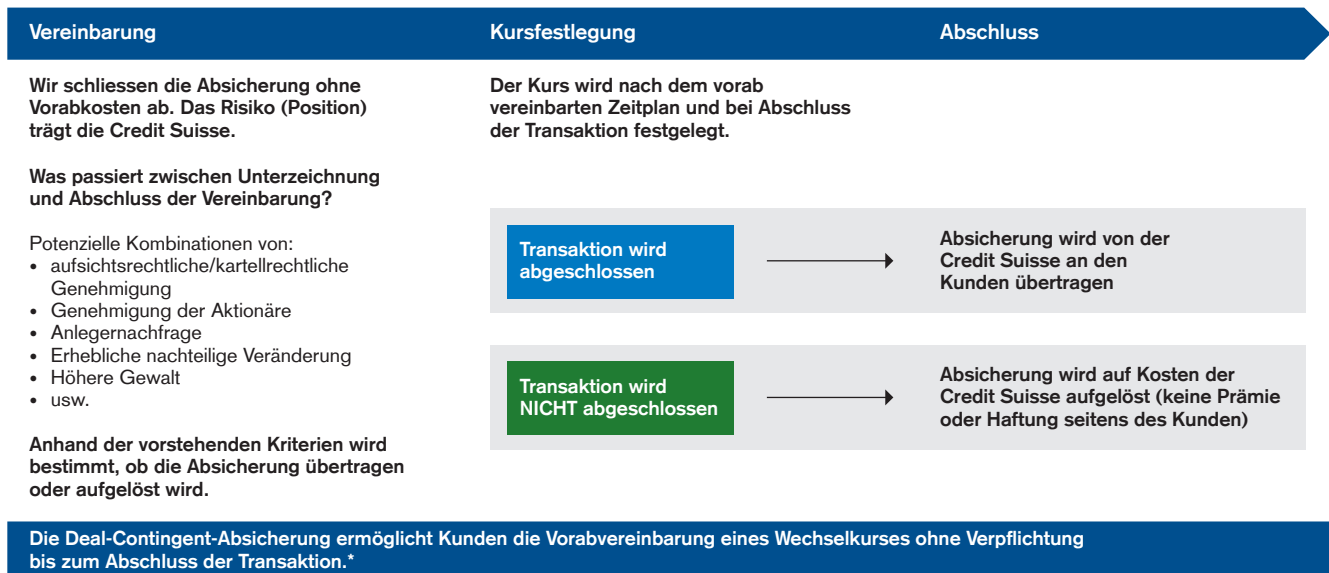 Vereinbarung
Kursfestlegung
Abschluss
Wir schliessen die Absicherung ohne
Vorabkosten ab. Das Risiko (Position)
trägt die Credit Suisse.
Was passiert zwischen Unterzeichnung
und Abschluss der Vereinbarung?
Potenzielle Kombinationen von:
• aufsichtsrechtliche/kartellrechtliche
Genehmigung
• Genehmigung der Aktionäre
• Anlegernachfrage
• Erhebliche nachteilige Veränderung
• Höhere Gewalt
• usw.
Anhand der vorstehenden Kriterien wird
bestimmt, ob die Absicherung übertragen
oder aufgelöst wird.
Der Kurs wird nach dem vorab
vereinbarten Zeitplan und bei Abschluss
der Transaktion festgelegt.
Transaktion wird
abgeschlossen
Absicherung wird von der
Credit Suisse an den
Kunden übertragen
Transaktion wird
NICHT abgeschlossen
Absicherung wird auf Kosten der
Credit Suisse aufgelöst (keine Prämie
oder Haftung seitens des Kunden)
Die Deal-Contingent-Absicherung ermöglicht Kunden die Vorabvereinbarung eines Wechselkurses ohne Verpflichtung
bis zum Abschluss der Transaktion.*